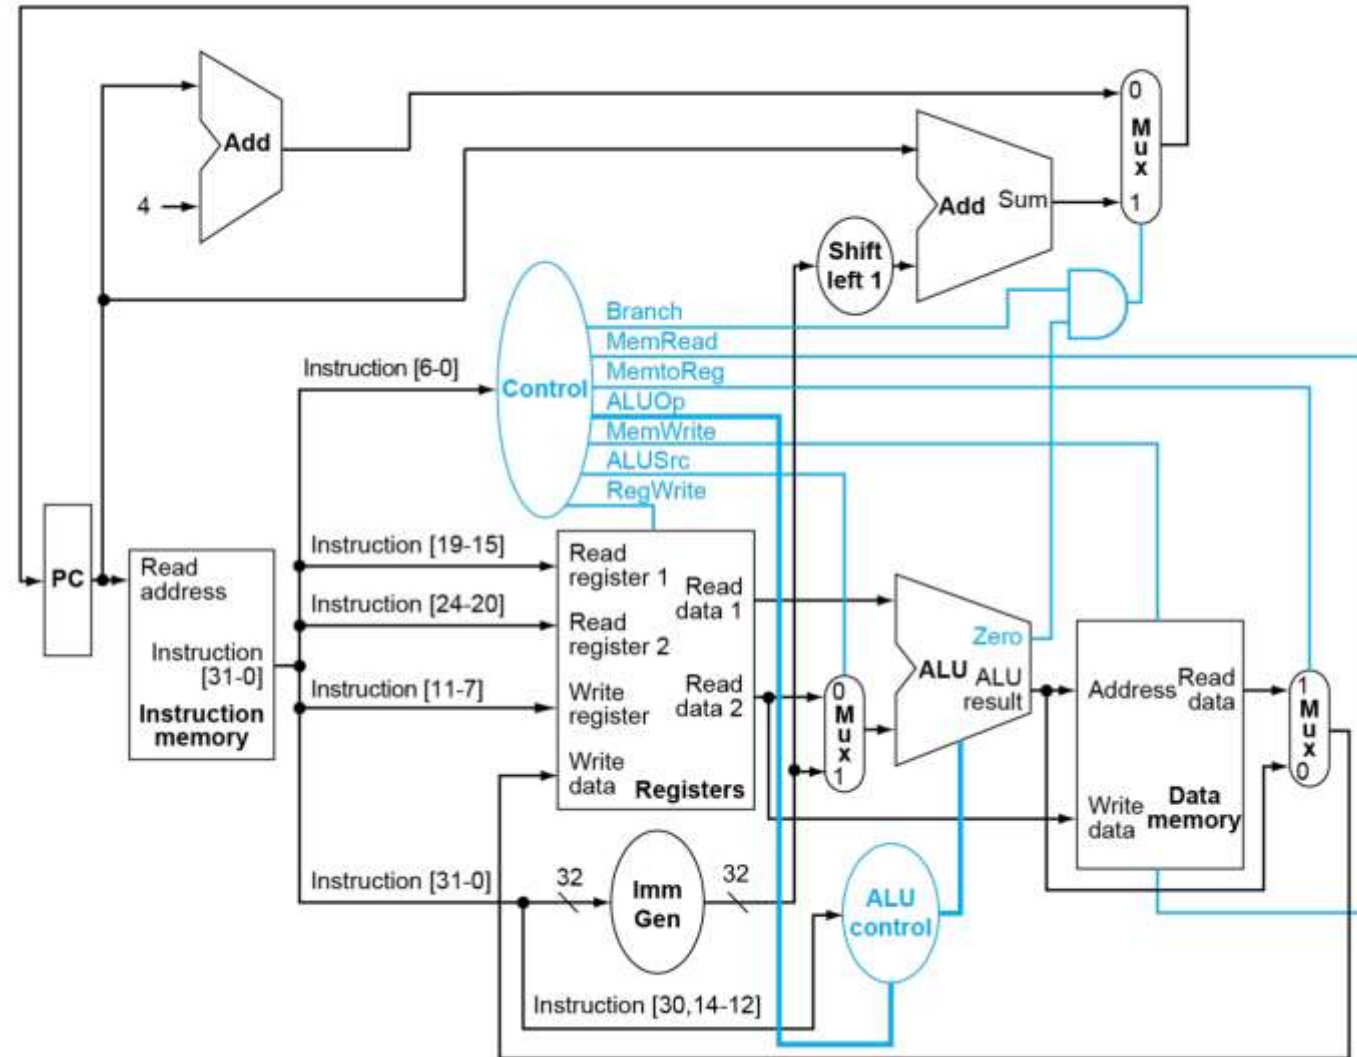 0
M
u
x
1
Add
4
Add
Sum
Shift
left 1
Branch
MemRead
MemtoReg
ALUOp
MemWrite
ALUSrc
RegWrite
Control
Instruction [6-0]
PC
Read
address
Instruction
[31-0]
Instruction
memory
Instruction [19-15]
Instruction [24-20]
Instruction [11-7]
Instruction [31-0]
Read
register 1
Read
register 2
Write
register
Write
data
Read
data 1
Read
data 2
Registers
0
M
u
x
1
Zero
ALU
ALU
result
Address
Read
data
Write
data
Data
memory
1
M
u
x
0
32
Imm
Gen
32
ALU
control
Instruction [30,14-12]